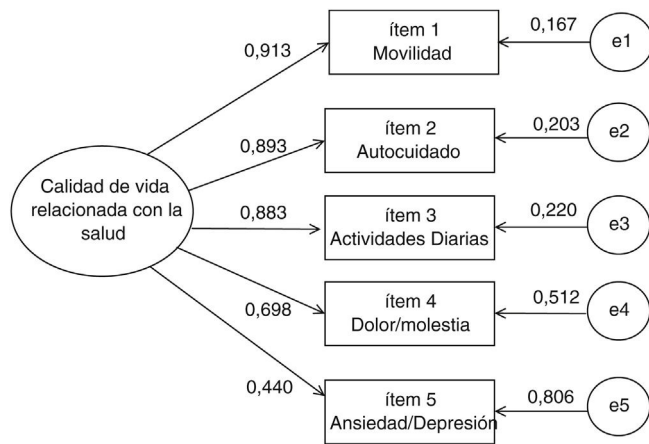 Calidad de vida
relacionada con la
salud
0,913
ítem 1
Movilidad
0,167
e1
0,893
ítem 2
Autocuidado
0,203
e2
0,883
ítem 3
Actividades Diarias
0,220
e3
0,698
ítem 4
Dolor/molestia
0,512
e4
0,440
ítem 5
Ansiedad/Depresión
0,806
e5